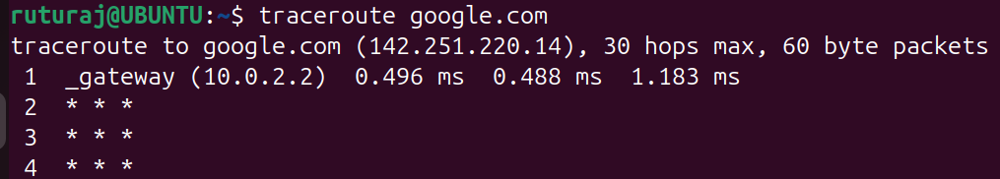 ruturaj@UBUNTU:~$ traceroute google.com
traceroute to google.com (142.251.220.14), 30 hops max, 60 byte packets
 1  _gateway (10.0.2.2)  0.496 ms  0.488 ms  1.183 ms
 2  * * *
 3  * * *
 4  * * *